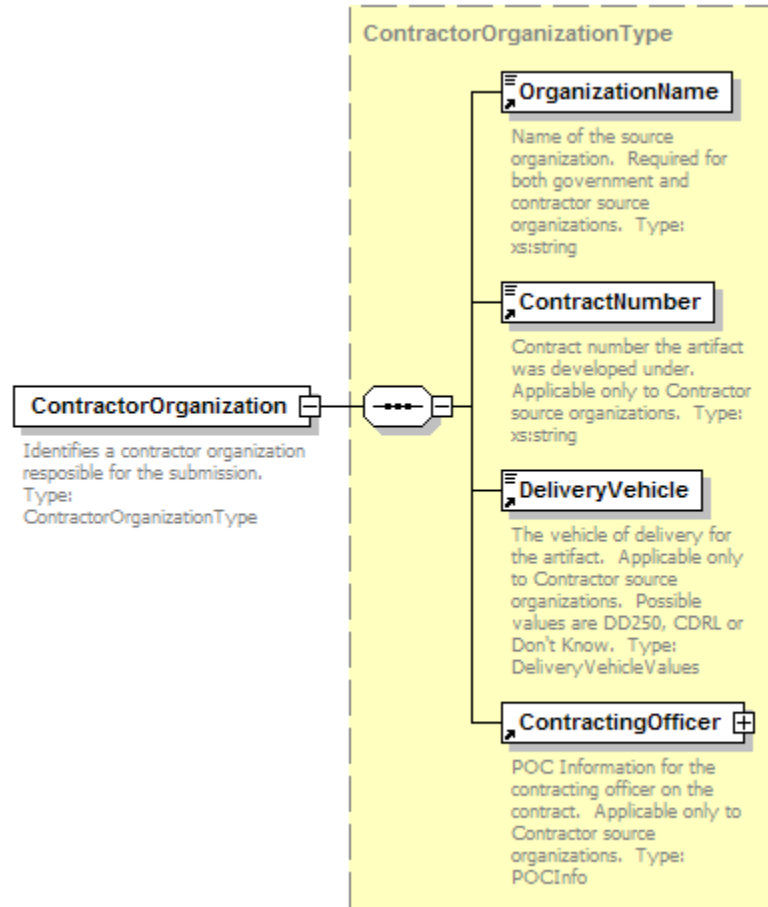 ContractorOrganizationType
OrganizationName
Name of the source
organization.  Required for
both government and
contractor source
organizations.  Type:
xs:string
ContractNumber
Contract number the artifact
was developed under.
Applicable only to Contractor
source organizations.  Type:
xs:string
ContractorOrganization
Identifies a contractor organization
resposible for the submission.
Type:
ContractorOrganizationType
DeliveryVehicle
The vehicle of delivery for
the artifact.  Applicable only
to Contractor source
organizations.  Possible
values are DD250, CDRL or
Don't Know.  Type:
DeliveryVehicleValues
ContractingOfficer
POC Information for the
contracting officer on the
contract.  Applicable only to
Contractor source
organizations.  Type:
POCInfo